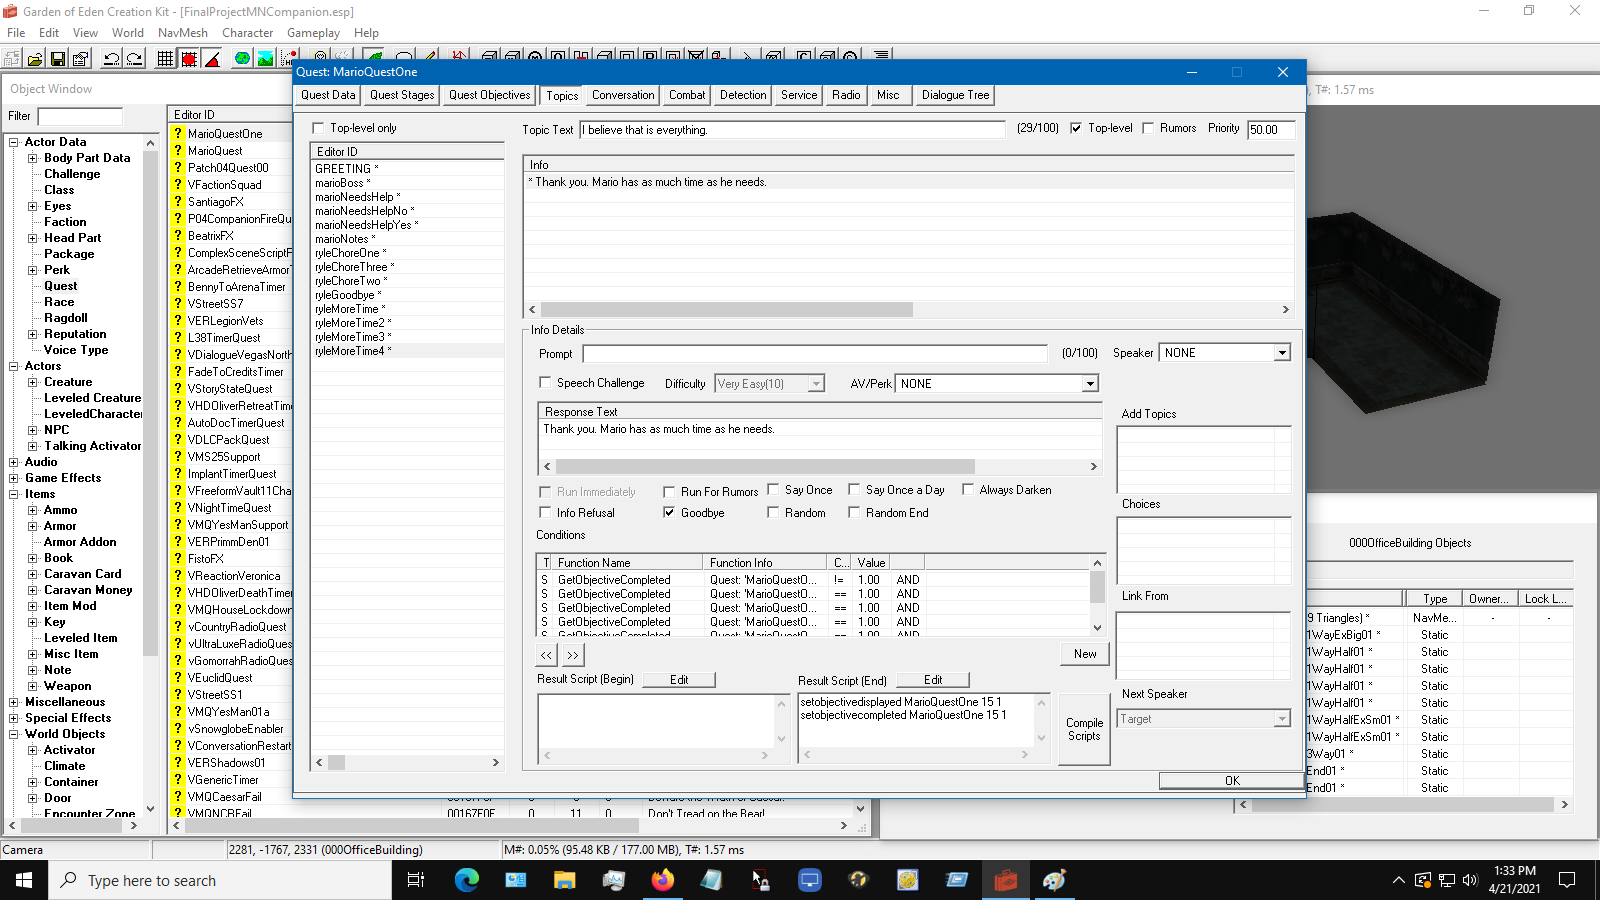 Garden of Eden Creation Kit - [FinalProjectMNCompanion.esp]
File Edit View World NavMesh Character Gameplay Help
Object Window
Filter
Actor Data
Body Part Data
Challenge
Class
Eyes
Faction
Head Part
Package
Perk
Quest
Race
Ragdoll
Reputation
Voice Type
Actors
Creature
Leveled Creature
LeveledCharacter
NPC
Talking Activator
Audio
Game Effects
Items
Ammo
Armor
Armor Addon
Book
Caravan Card
Caravan Money
Item Mod
Key
Leveled Item
Misc Item
Note
Weapon
Miscellaneous
Special Effects
World Objects
Activator
Climate
Container
Door
Encounter Zone
Editor ID
? MarioQuestOne
? MarioQuest
? Patch04Quest00
? VFactionSquad
? SantiagoFX
? P04CompanionFireQu
? BeatrixFX
? ComplexSceneScriptF
? ArcadeRetrieveArmorT
? BennyToArenaTimer
? VStreetSS7
? VERLegionVets
? L38TimerQuest
? VDialogueVegasNorth
? FadeToCreditsTimer
? VStoryStateQuest
? VHDOliverRetreatTime
? AutoDocTimerQuest
? VDLCPackQuest
? VMS25Support
? ImplantTimerQuest
? VFreeformVault11Cha
? VNightTimeQuest
? VMQYesManSupport
? VERPrimmDen01
? FistoFX
? VReactionVeronica
? VHDOliverDeathTimer
? VMQHouseLockdown
? vCountryRadioQuest
? vUltraLuxeRadioQues
? vGomorrahRadioQues
? VEuclidQuest
? VStreetSS1
? VMQYesMan01a
? vSnowglobeEnabler
? VConversationRestart
? VERShadows01
? VGenericTimer
? VMQCaesarFail
? VMQNCRFail 00167E0E 0 11 0 Don't Tread on the Bear!
Quest: MarioQuestOne
Quest Data Quest Stages Quest Objectives Topics Conversation Combat Detection Service Radio Misc Dialogue Tree
Top-level only
Editor ID
GREETING *
marioBoss *
marioNeedsHelp *
marioNeedsHelpNo *
marioNeedsHelpYes *
marioNotes *
ryleChoreOne *
ryleChoreThree *
ryleChoreTwo *
ryleGoodbye *
ryleMoreTime *
ryleMoreTime2 *
ryleMoreTime3 *
ryleMoreTime4 *
Topic Text I believe that is everything. (29/100) Top-level Rumors Priority 50.00
Info
* Thank you. Mario has as much time as he needs.
Info Details
Prompt (0/100) Speaker NONE
Speech Challenge Difficulty Very Easy(10) AV/Perk NONE
Response Text
Thank you. Mario has as much time as he needs.
Run Immediately Run For Rumors Say Once Say Once a Day Always Darken
Info Refusal Goodbye Random Random End
Conditions
T Function Name Function Info C... Value
S GetObjectiveCompleted Quest: 'MarioQuestO... != 1.00 AND
S GetObjectiveCompleted Quest: 'MarioQuestO... == 1.00 AND
S GetObjectiveCompleted Quest: 'MarioQuestO... == 1.00 AND
S GetObjectiveCompleted Quest: 'MarioQuestO... == 1.00 AND
S GetObjectiveCompleted Quest: 'MarioQuestO... == 1.00 AND
<< >> New
Result Script (Begin) Edit Result Script (End) Edit
setobjectivedisplayed MarioQuestOne 15 1
setobjectivecompleted MarioQuestOne 15 1
Compile
Scripts
Add Topics
Choices
Link From
Next Speaker
Target
OK
, T#: 1.57 ms
000OfficeBuilding Objects
Type Owner... Lock L...
9 Triangles) * NavMe... - -
1WayExBig01 * Static
1WayHalf01 * Static
1WayHalf01 * Static
1WayHalf01 * Static
1WayHalf01 * Static
1WayHalfExSm01 * Static
1WayHalfExSm01 * Static
3Way01 * Static
End01 * Static
End01 * Static
Camera 2281, -1767, 2331 (000OfficeBuilding) M#: 0.05% (95.48 KB / 177.00 MB), T#: 1.57 ms
Type here to search
1:33 PM
4/21/2021